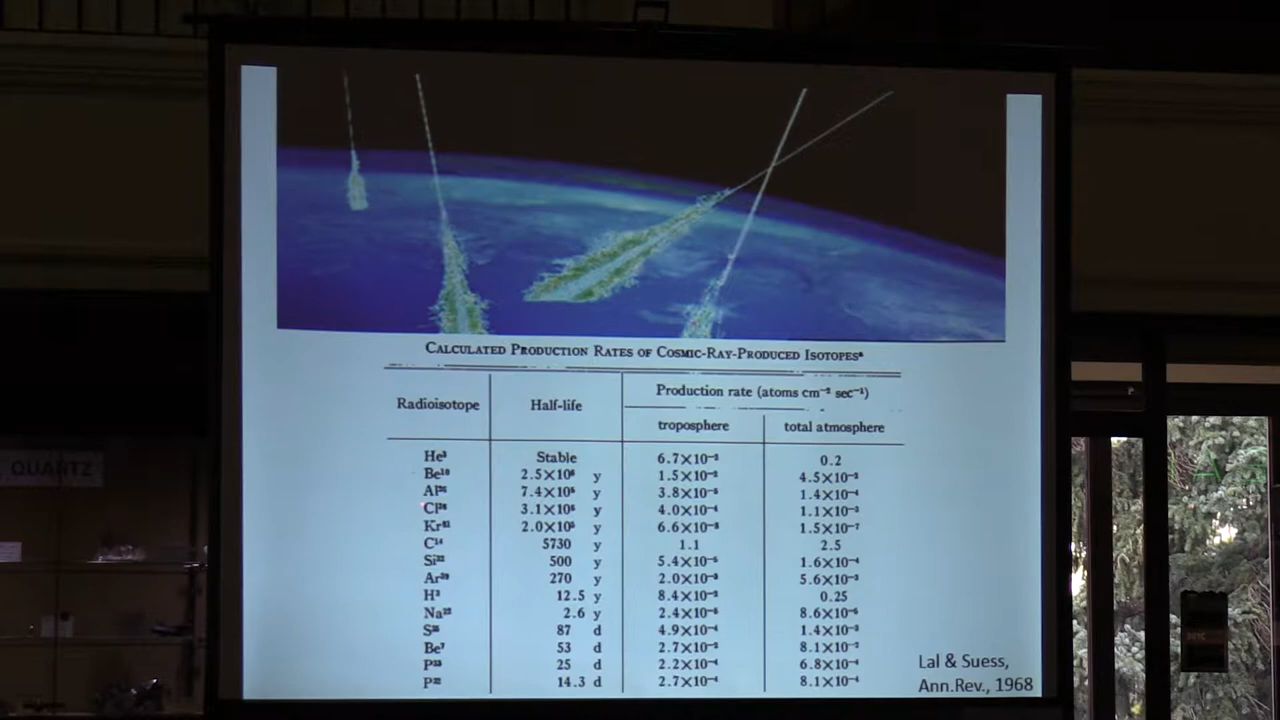 CALCULATED PRODUCTION RATES OF COSMIC-RAY-PRODUCED ISOTOPESᵃ
Radioisotope Half-life Production rate (atoms cm⁻² sec⁻¹)
troposphere total atmosphere
He³ Stable 6.7×10⁻² 0.2
Be¹⁰ 2.5×10⁶ y 1.5×10⁻² 4.5×10⁻²
Al²⁶ 7.4×10⁵ y 3.8×10⁻⁵ 1.4×10⁻⁴
Cl³⁶ 3.1×10⁵ y 4.0×10⁻⁴ 1.1×10⁻³
Kr⁸¹ 2.0×10⁵ y 6.6×10⁻⁸ 1.5×10⁻⁷
C¹⁴ 5730 y 1.1 2.5
Si³² 500 y 5.4×10⁻⁵ 1.6×10⁻⁴
Ar³⁹ 270 y 2.0×10⁻³ 5.6×10⁻³
H³ 12.5 y 8.4×10⁻² 0.25
Na²² 2.6 y 2.4×10⁻⁵ 8.6×10⁻⁵
S³⁵ 87 d 4.9×10⁻⁴ 1.4×10⁻³
Be⁷ 53 d 2.7×10⁻² 8.1×10⁻²
P³³ 25 d 2.2×10⁻⁴ 6.8×10⁻⁴
P³² 14.3 d 2.7×10⁻⁴ 8.1×10⁻⁴
Lal & Suess,
Ann.Rev., 1968
QUARTZ